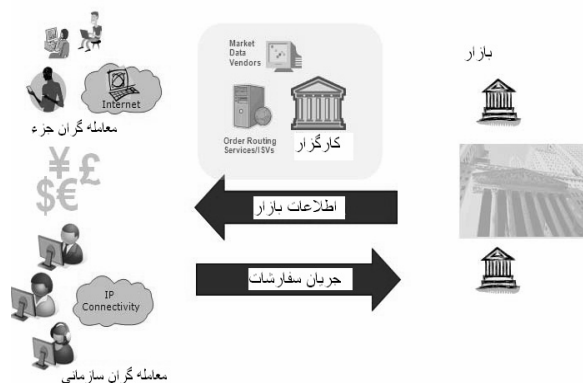 Market
Data
Vendors
بازار
Internet
Order Routing
Services/ISVs
کارگزار
معامله گران جزء
¥ £
$€
اطلاعات بازار
جریان سفارشات
IP
Connectivity
معامله گران سازمانی